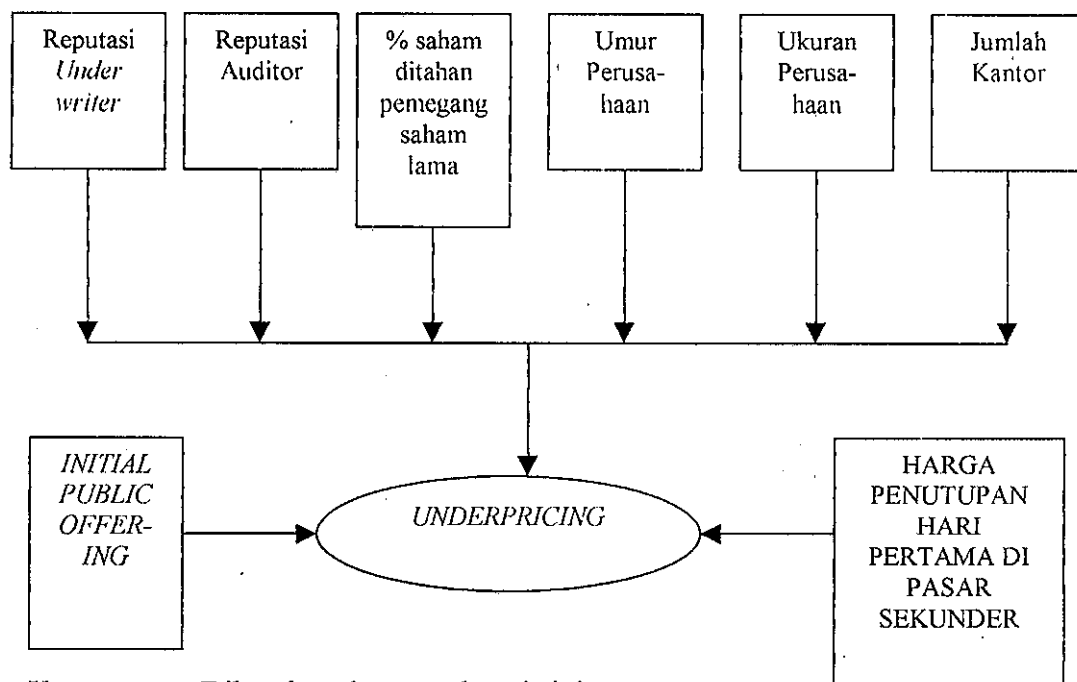 Reputasi
Under
writer
Reputasi
Auditor
% saham
ditahan
pemegang
saham
lama
Umur
Perusa-
haan
Ukuran
Perusa-
haan
Jumlah
Kantor
INITIAL
PUBLIC
OFFER-
ING
UNDERPRICING
HARGA
PENUTUPAN
HARI
PERTAMA DI
PASAR
SEKUNDER